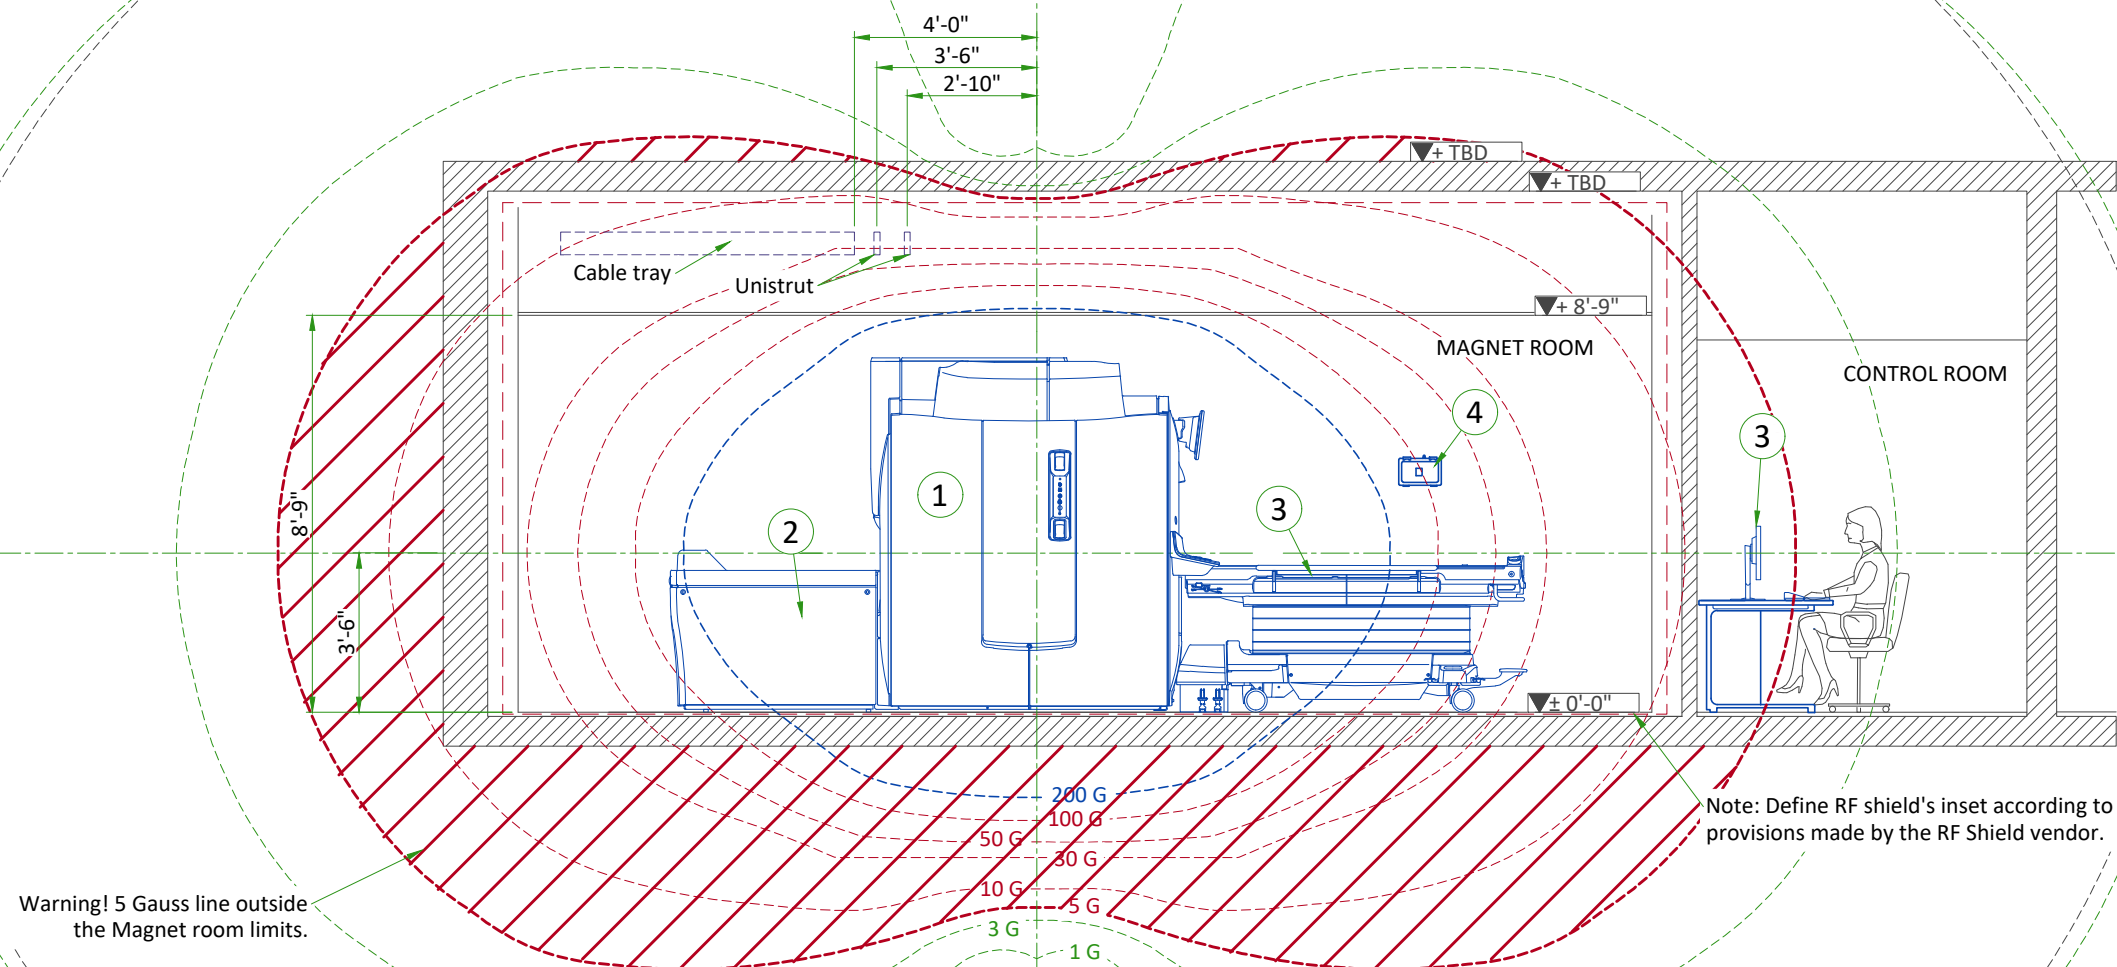 4'-0"
3'-6"
2'-10"
+ TBD
+ TBD
Cable tray
Unistrut
+ 8'-9"
MAGNET ROOM
CONTROL ROOM
4
3
1
3
2
8'-9"
3'-6"
± 0'-0"
200 G
100 G
50 G
30 G
10 G
5 G
3 G
1 G
Note: Define RF shield's inset according to
provisions made by the RF Shield vendor.
Warning! 5 Gauss line outside
the Magnet room limits.